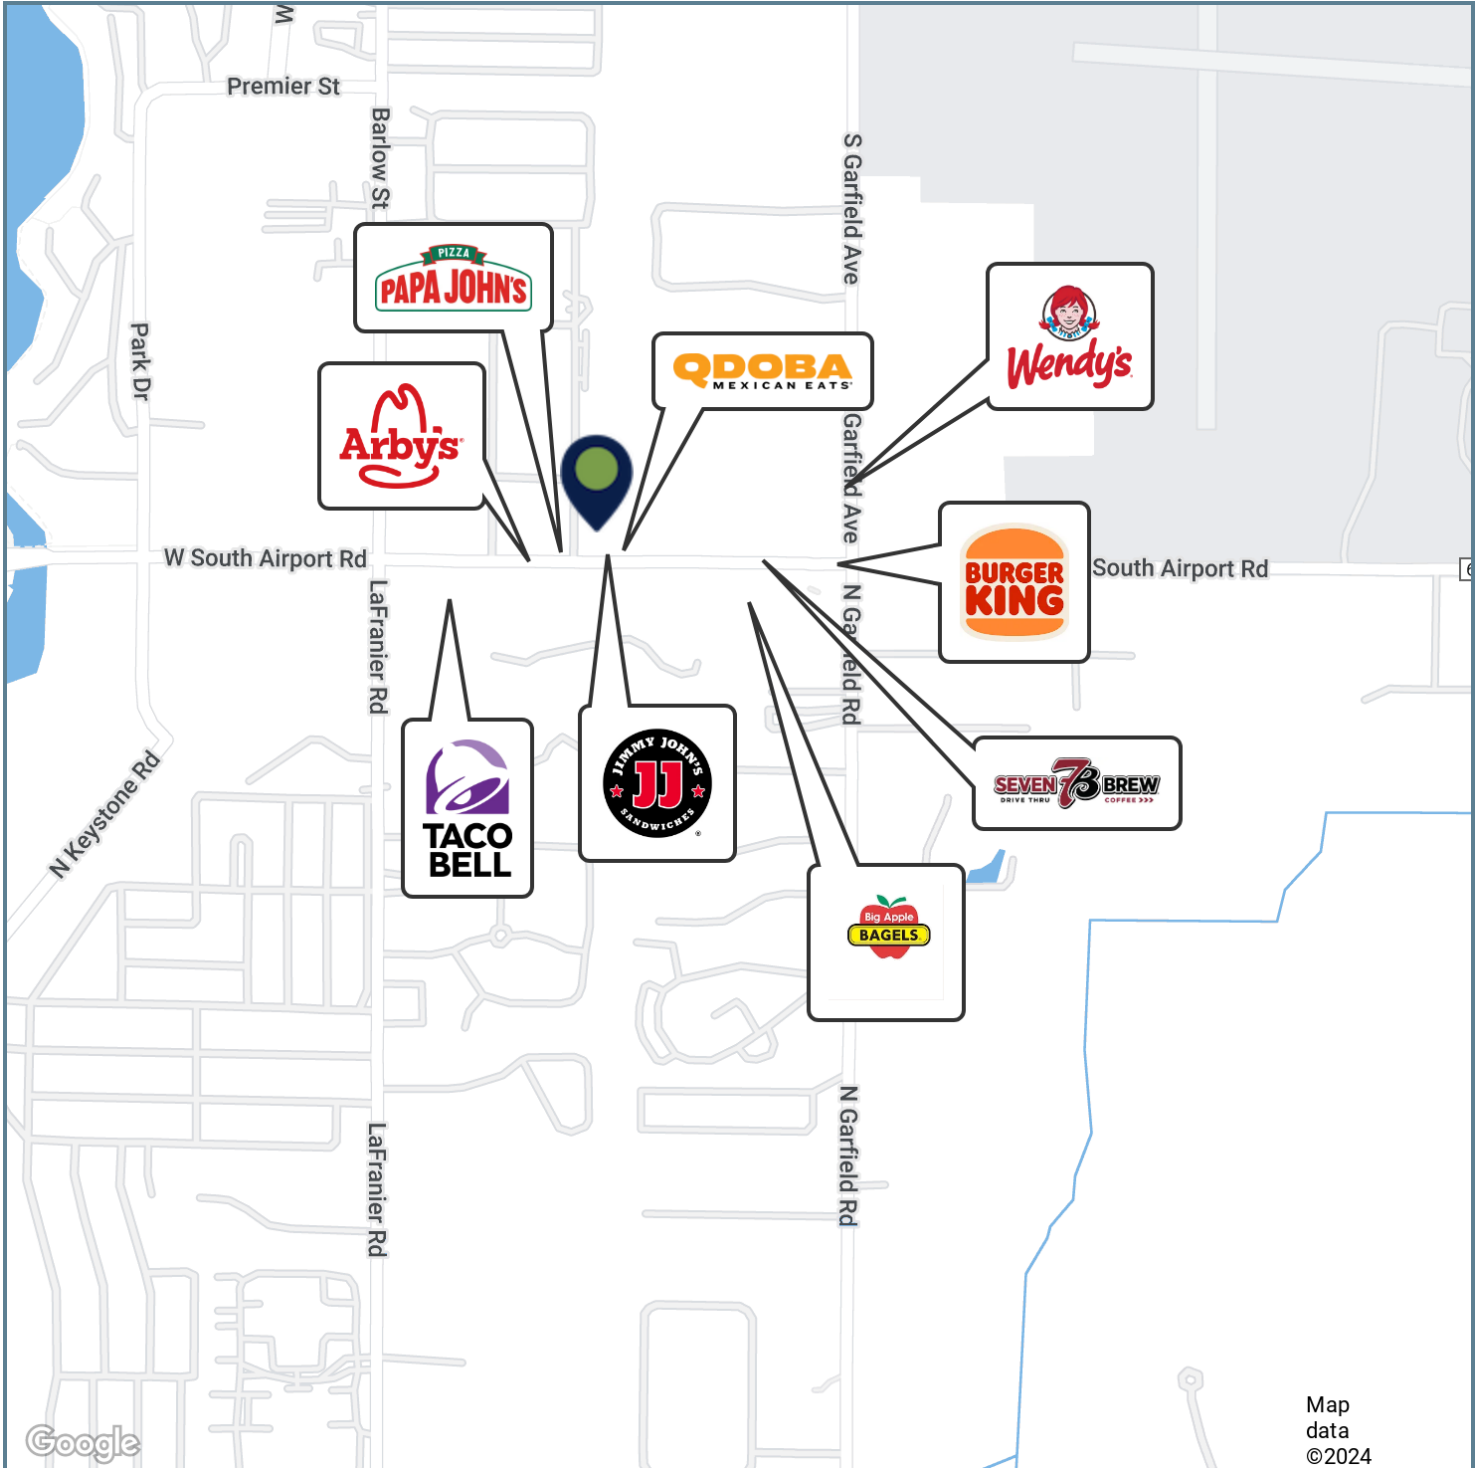 W
Premier St
Barlow St
S Garfield Ave
PIZZA
PAPA JOHN'S
Park Dr
QDOBA
MEXICAN EATS
Wendy's
Arby's
Garfield Ave
W South Airport Rd
South Airport Rd
6
BURGER
KING
LaFranier Rd
N Garfield Rd
JIMMY JOHN'S
JJ
SANDWICHES
®
TACO
BELL
SEVEN 7B BREW
DRIVE THRU COFFEE >>>
N Keystone Rd
Big Apple
BAGELS
N Garfield Rd
LaFranier Rd
Google
Map
data
©2024